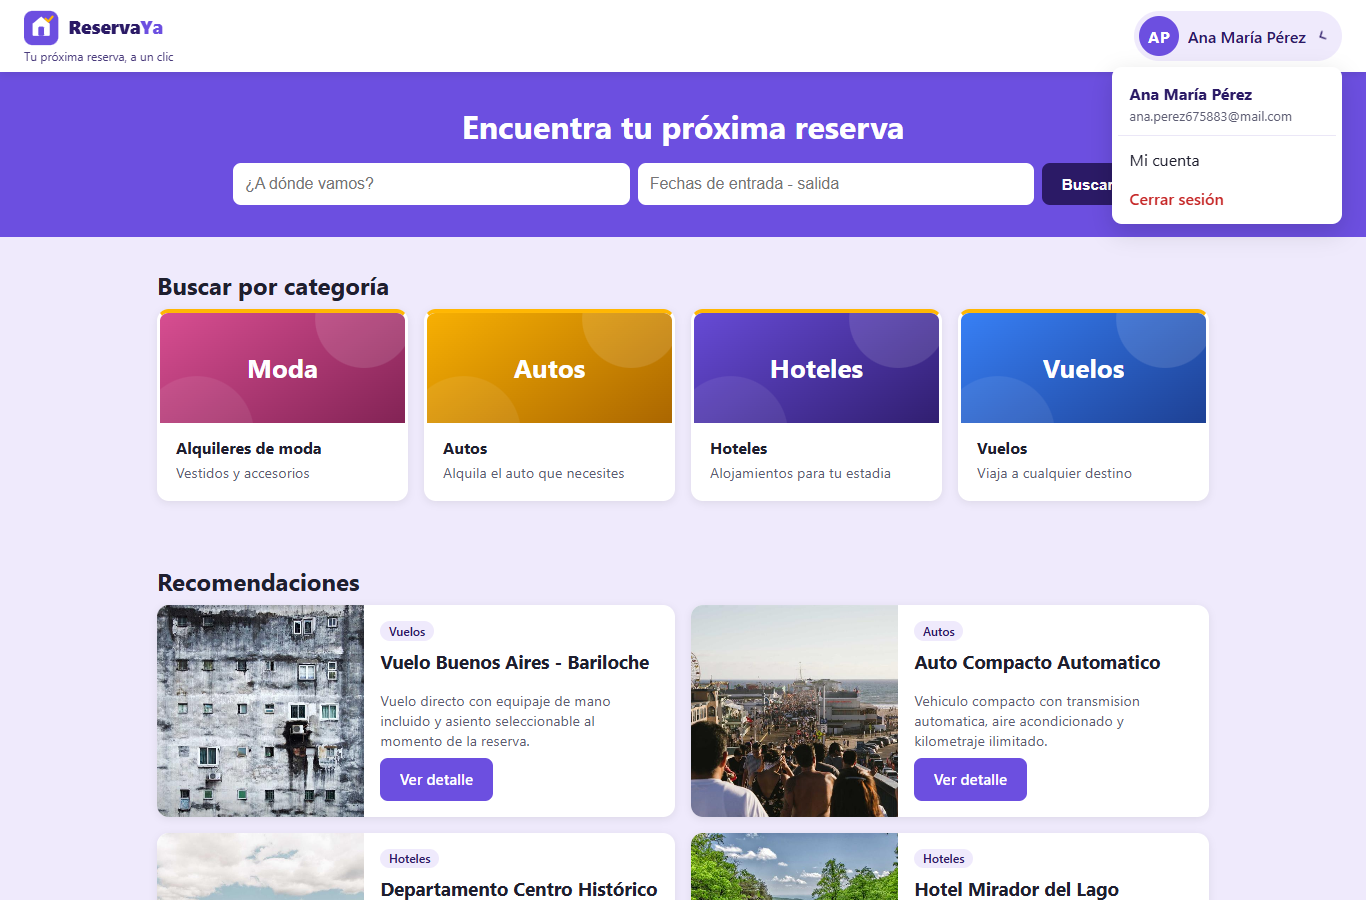 ReservaYa
Tu próxima reserva, a un clic
AP
Ana María Pérez
Ana María Pérez
ana.perez675883@mail.com
Mi cuenta
Cerrar sesión
Encuentra tu próxima reserva
¿A dónde vamos?
Fechas de entrada - salida
Buscar
Buscar por categoría
Moda
Alquileres de moda
Vestidos y accesorios
Autos
Autos
Alquila el auto que necesites
Hoteles
Hoteles
Alojamientos para tu estadia
Vuelos
Vuelos
Viaja a cualquier destino
Recomendaciones
Vuelos
Vuelo Buenos Aires - Bariloche
Vuelo directo con equipaje de mano
incluido y asiento seleccionable al
momento de la reserva.
Ver detalle
Autos
Auto Compacto Automatico
Vehiculo compacto con transmision
automatica, aire acondicionado y
kilometraje ilimitado.
Ver detalle
Hoteles
Departamento Centro Histórico
Hoteles
Hotel Mirador del Lago